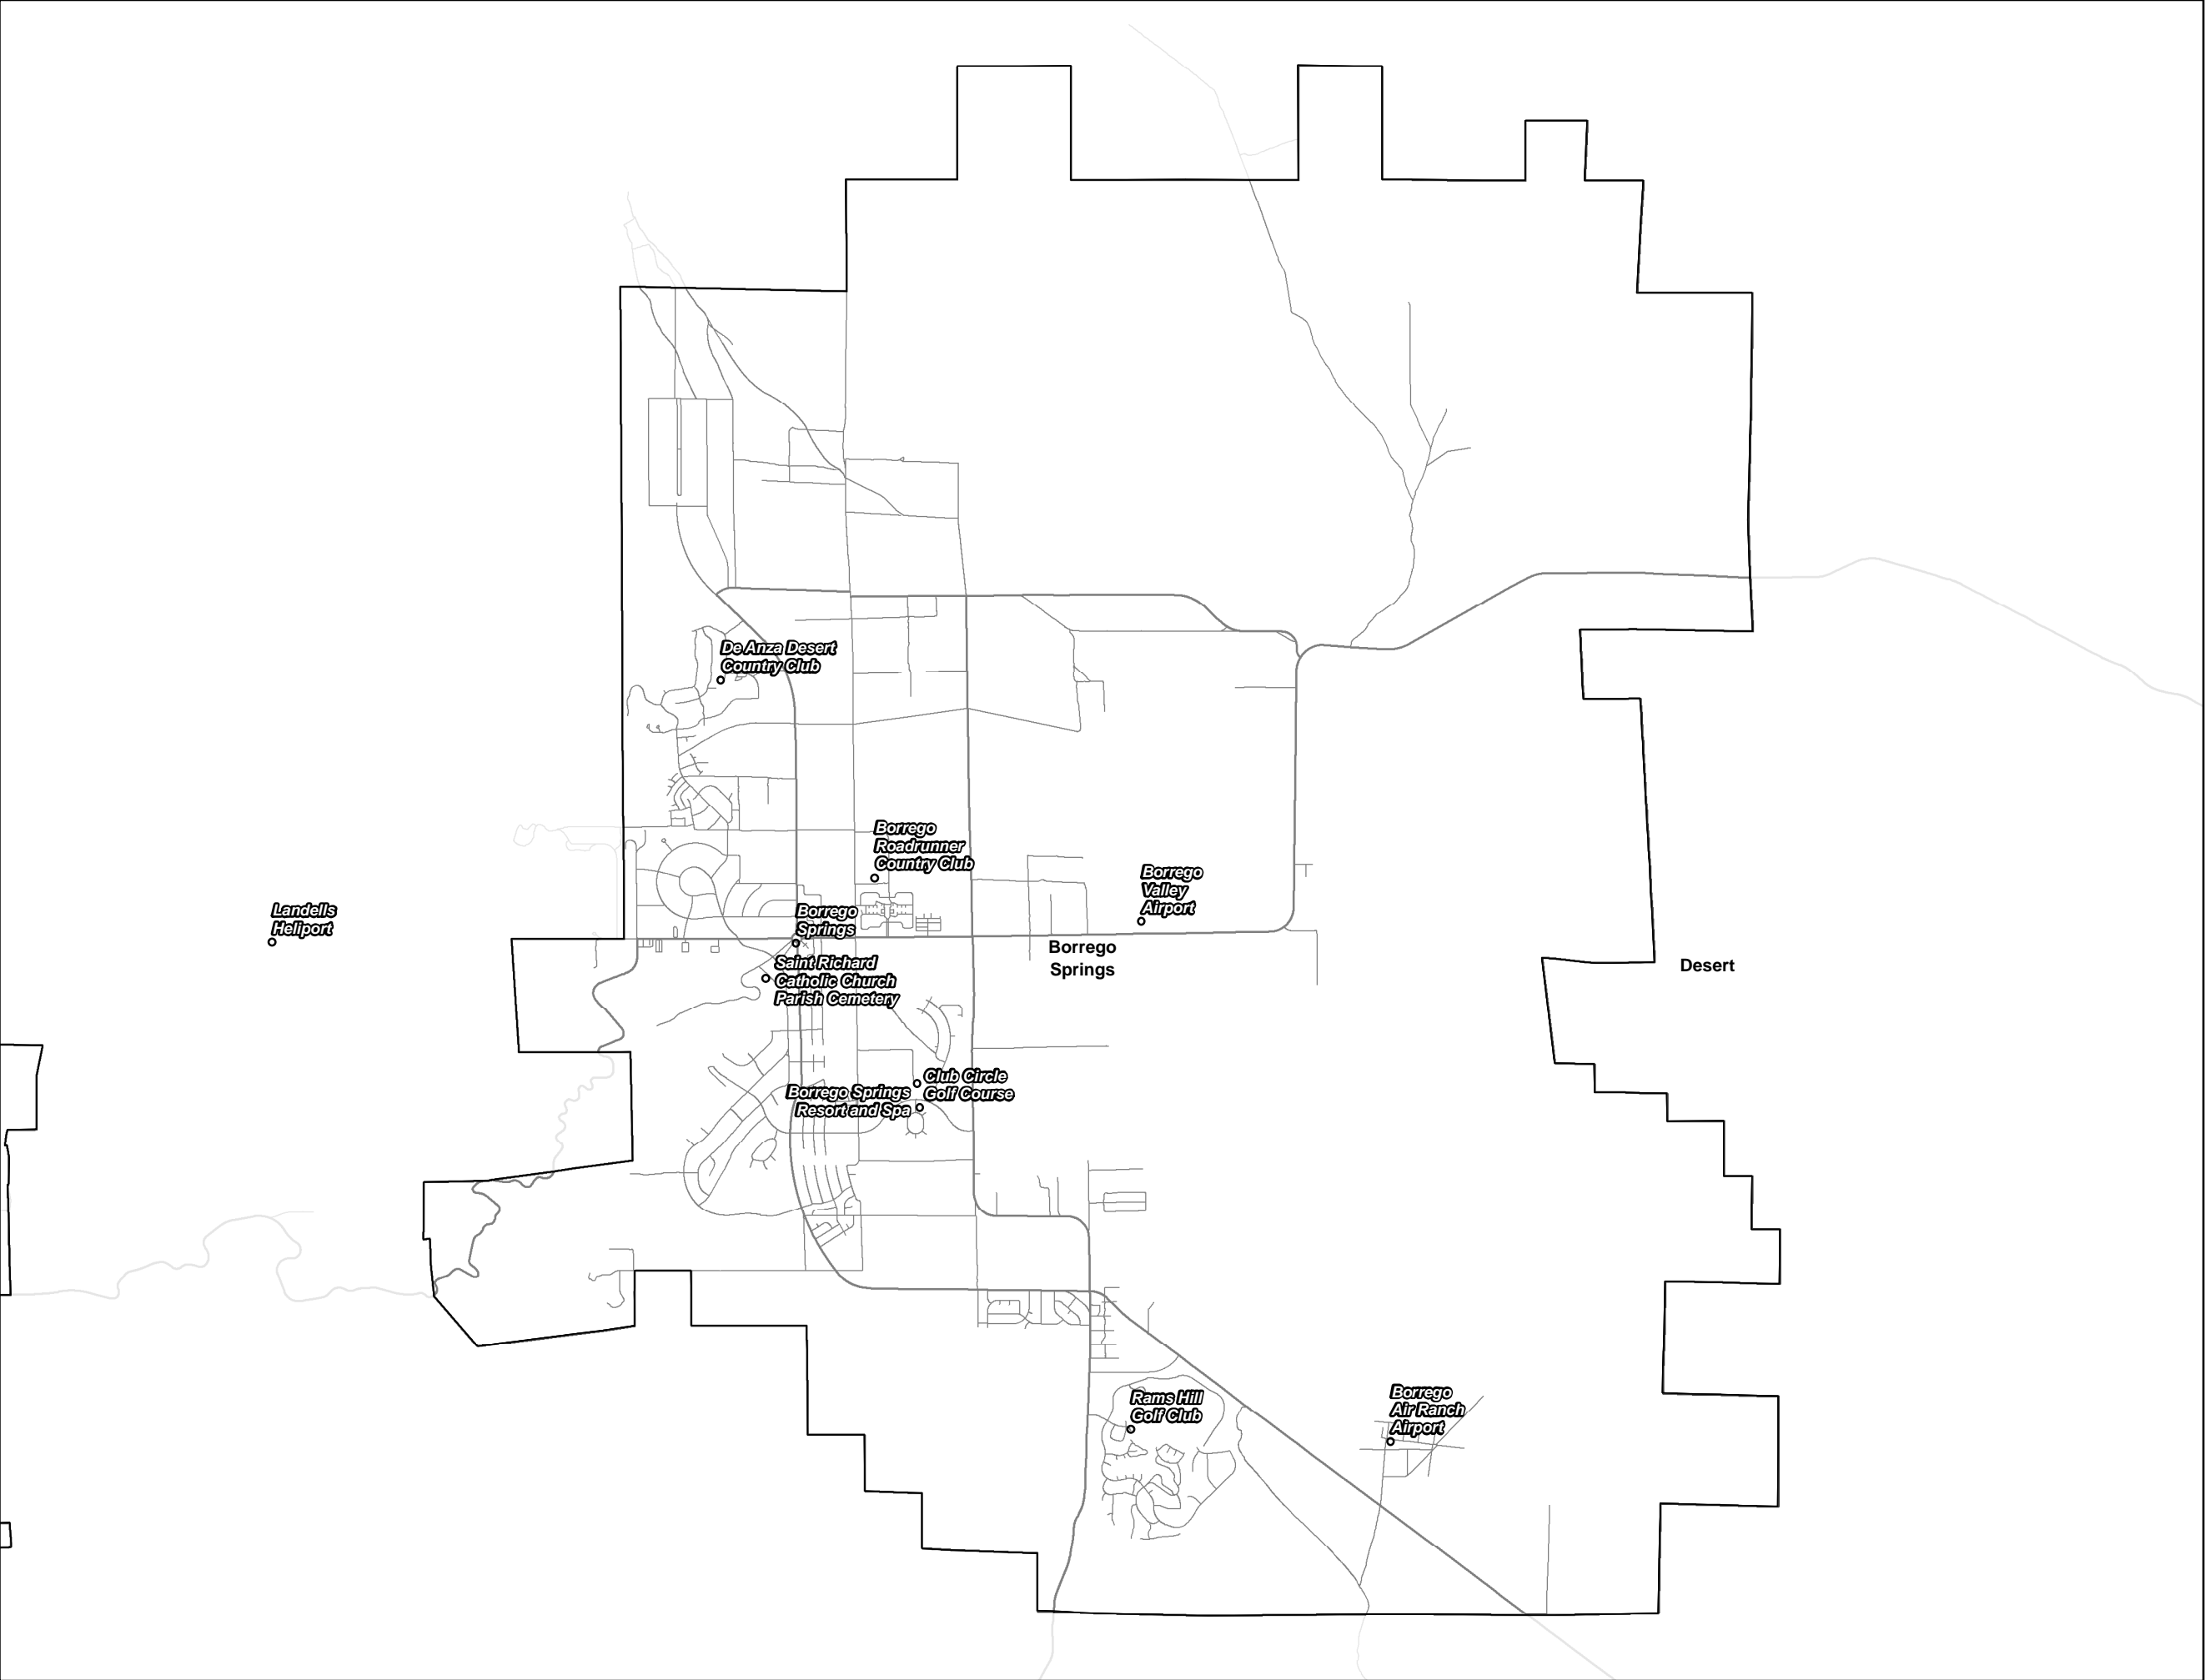 De Anza Desert
Country Club
Borrego
Roadrunner
Country Club
Borrego
Valley
Airport
Landells
Heliport
Borrego
Springs
Borrego
Springs
Desert
Saint Richard
Catholic Church
Parish Cemetery
Club Circle
Golf Course
Borrego Springs
Resort and Spa
Rams Hill
Golf Club
Borrego
Air Ranch
Airport